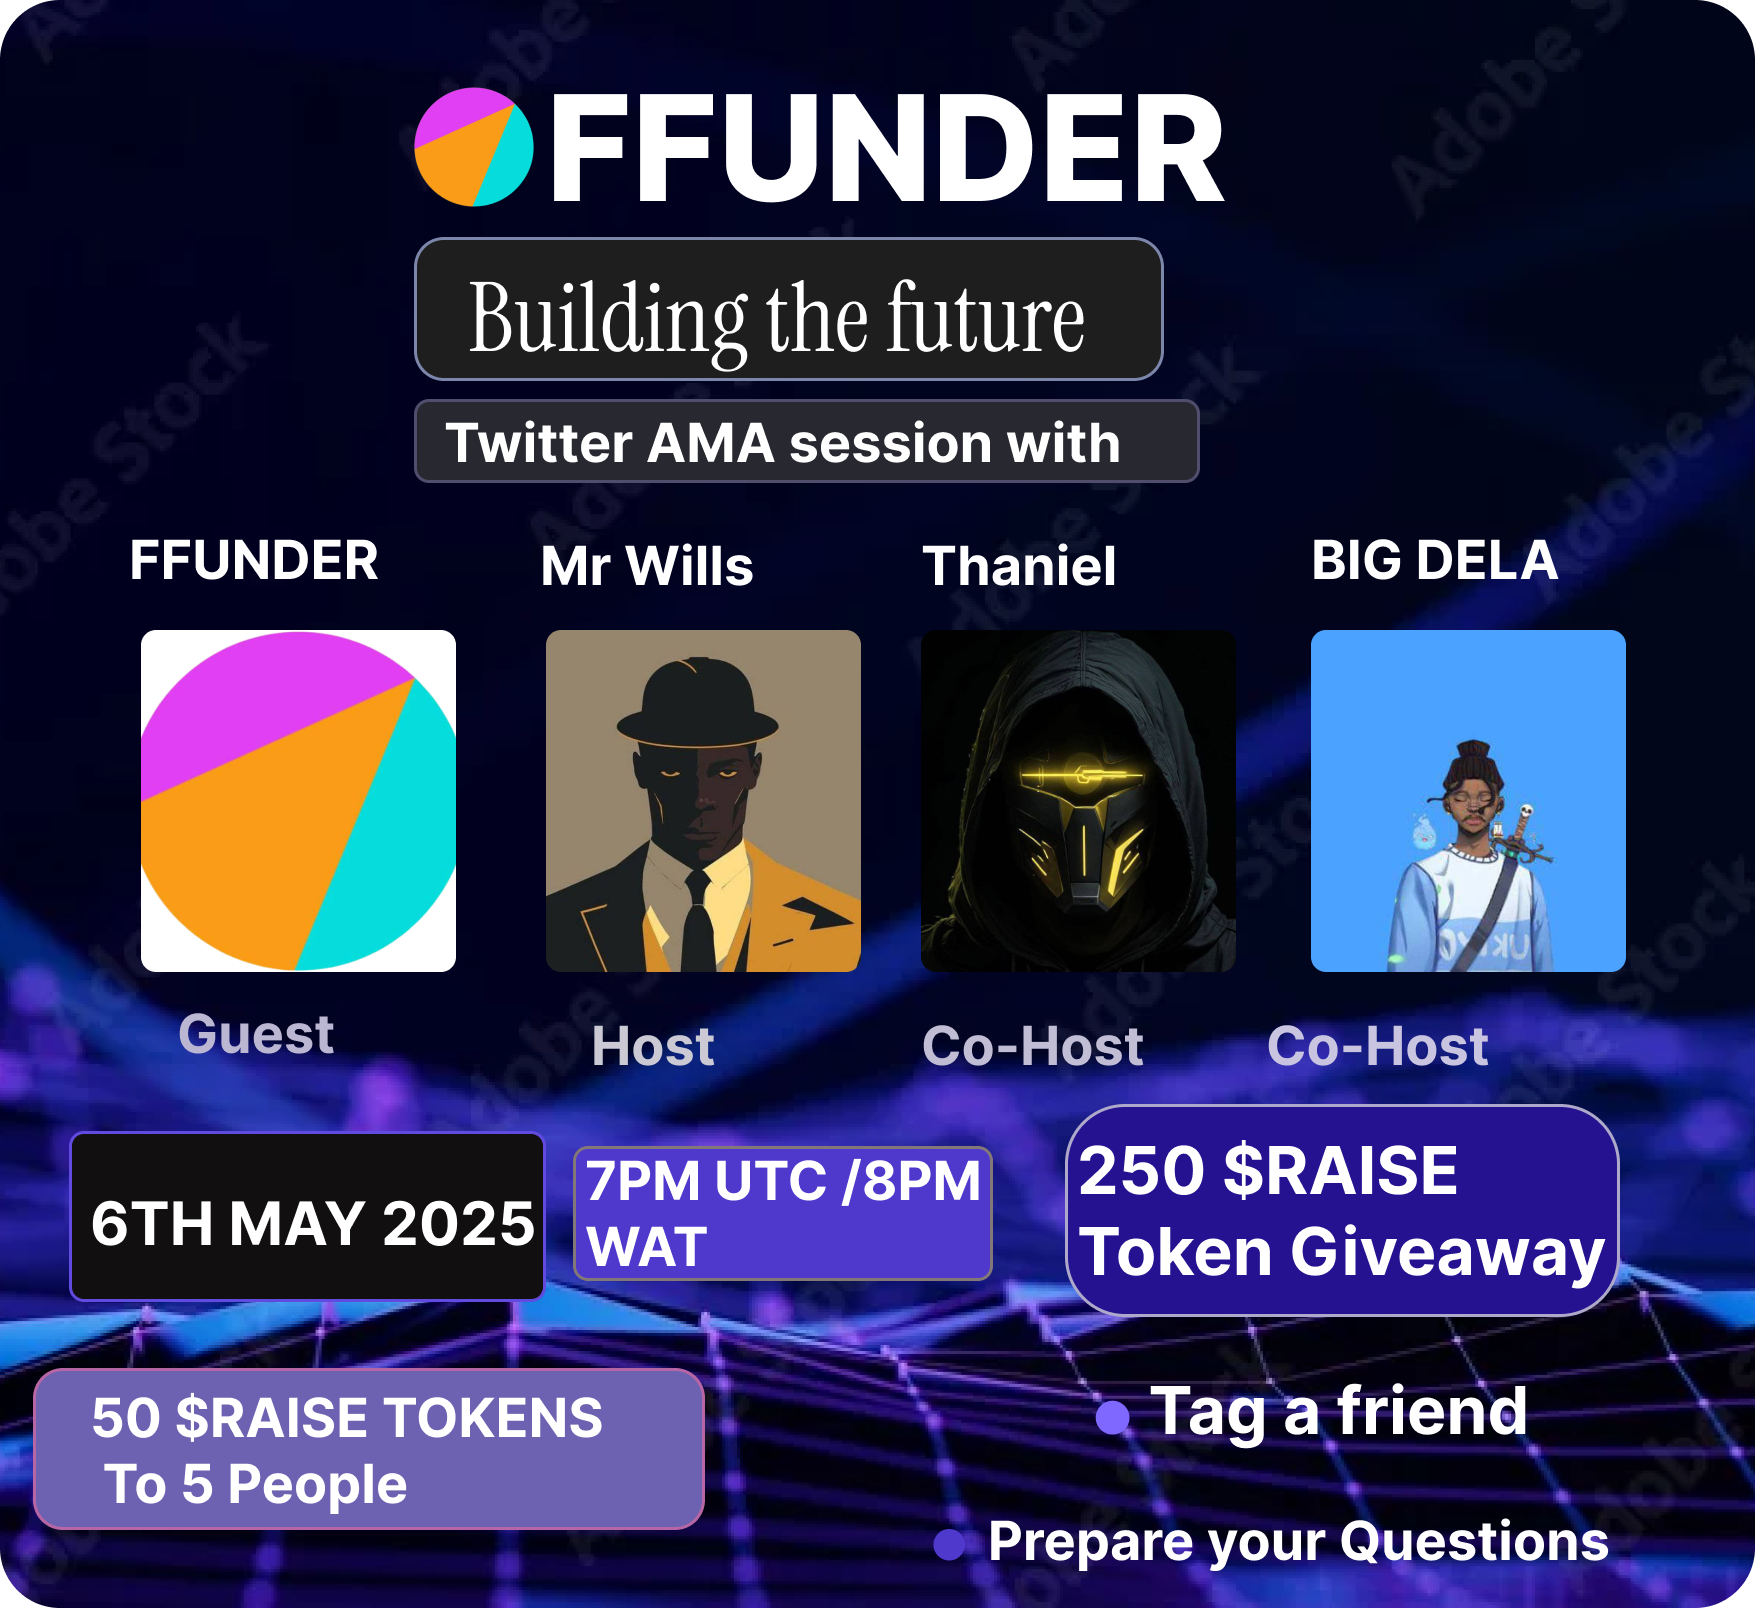 FFUNDER
Building the future
Twitter AMA session with
FFUNDER
Mr Wills
Thaniel
BIG DELA
Guest
Host
Co-Host
Co-Host
6TH MAY 2025
7PM UTC /8PM
WAT
250 $RAISE
Token Giveaway
50 $RAISE TOKENS
To 5 People
Tag a friend
Prepare your Questions
Adobe Stock